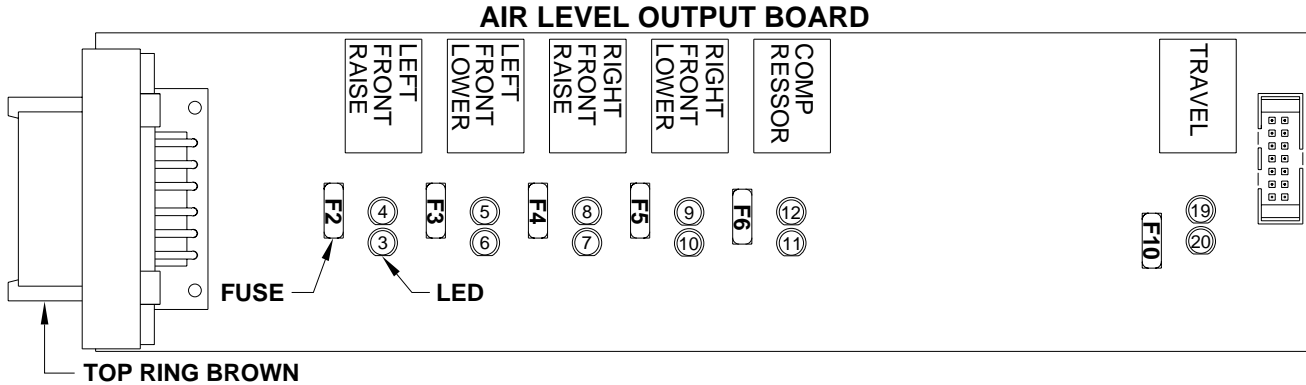 AIR LEVEL OUTPUT BOARD
LEFT
FRONT
RAISE
LEFT
FRONT
LOWER
RIGHT
FRONT
RAISE
RIGHT
FRONT
LOWER
COMP
RESSOR
TRAVEL
F2
4
3
F3
5
6
F4
8
7
F5
9
10
F6
12
11
F10
19
20
FUSE
LED
TOP RING BROWN